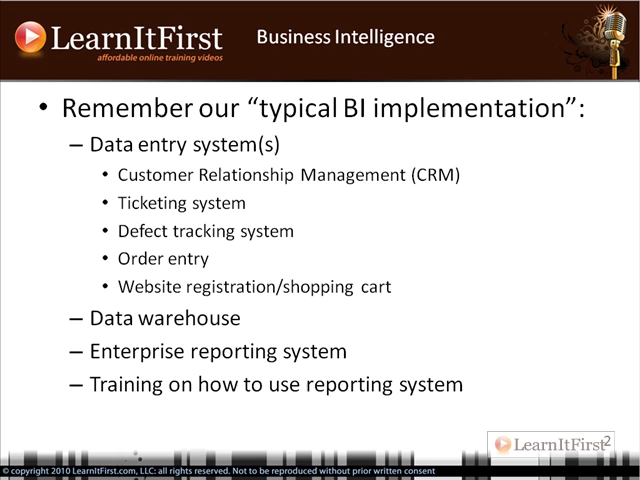 LearnItFirst
affordable online training videos
Business Intelligence
• Remember our “typical BI implementation”:
– Data entry system(s)
• Customer Relationship Management (CRM)
• Ticketing system
• Defect tracking system
• Order entry
• Website registration/shopping cart
– Data warehouse
– Enterprise reporting system
– Training on how to use reporting system
LearnItFirst 2
© copyright 2010 LearnItFirst.com, LLC: all rights reserved. Not to be reproduced without prior written consent